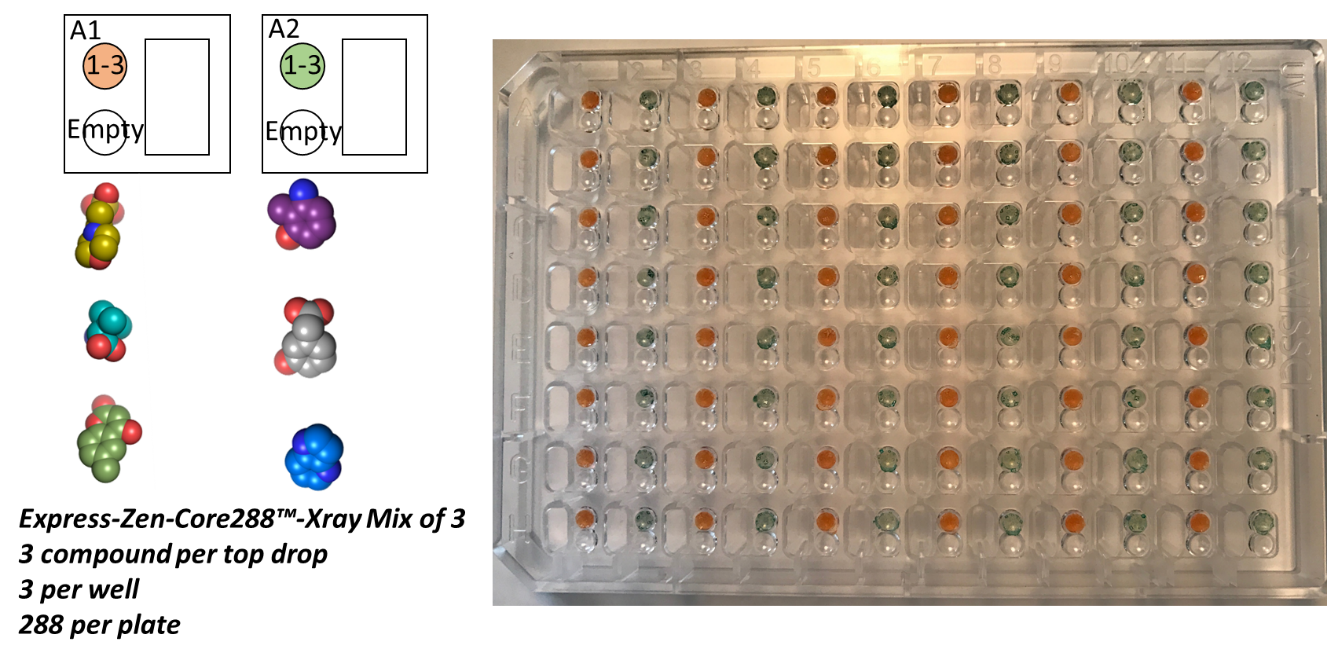 A1
1-3
Empty
A2
1-3
Empty
Express-Zen-Core288™-Xray Mix of 3
3 compound per top drop
3 per well
288 per plate
2
3
4
5
6
7
8
9
10
11
12